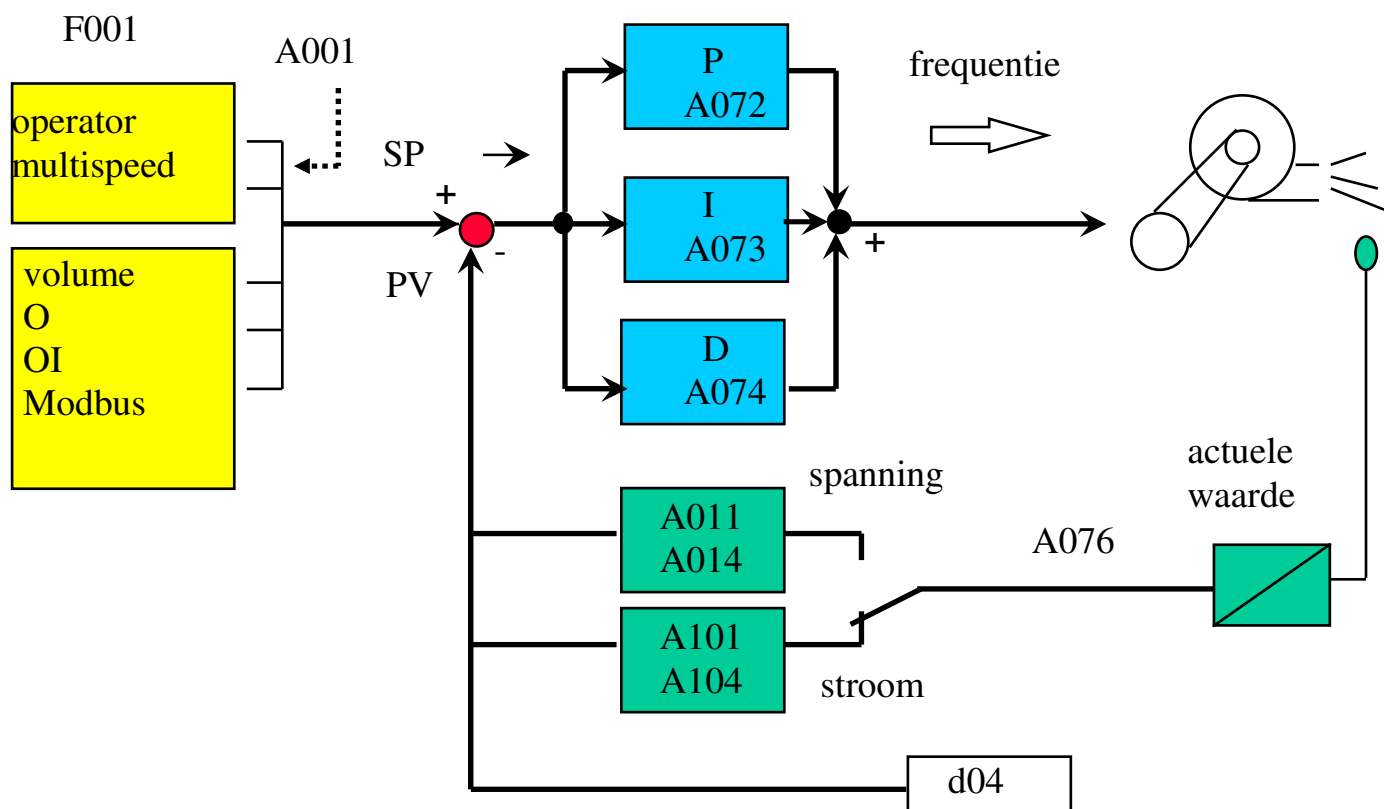 F001
A001
operator
multispeed
volume
O
OI
Modbus
SP
+
-
PV
P
A072
I
A073
D
A074
+
frequentie
spanning
A011
A014
A101
A104
stroom
A076
actuele
waarde
d04